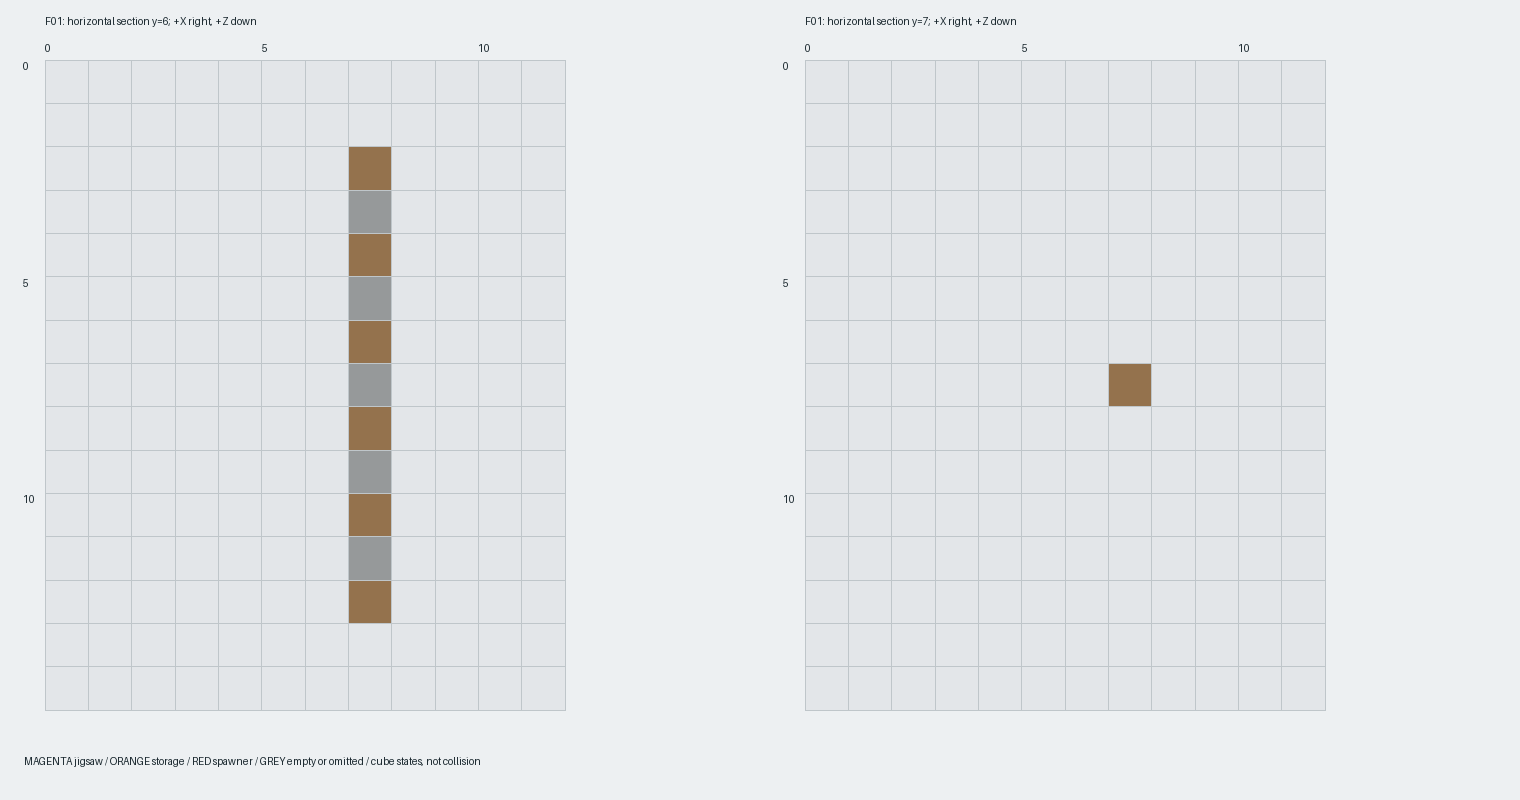 F01: horizontal section y=6; +X right, +Z down
F01: horizontal section y=7; +X right, +Z down
0 5 10
0 5 10
0
0
5
5
10
10
MAGENTA jigsaw / ORANGE storage / RED spawner / GREY empty or omitted / cube states, not collision